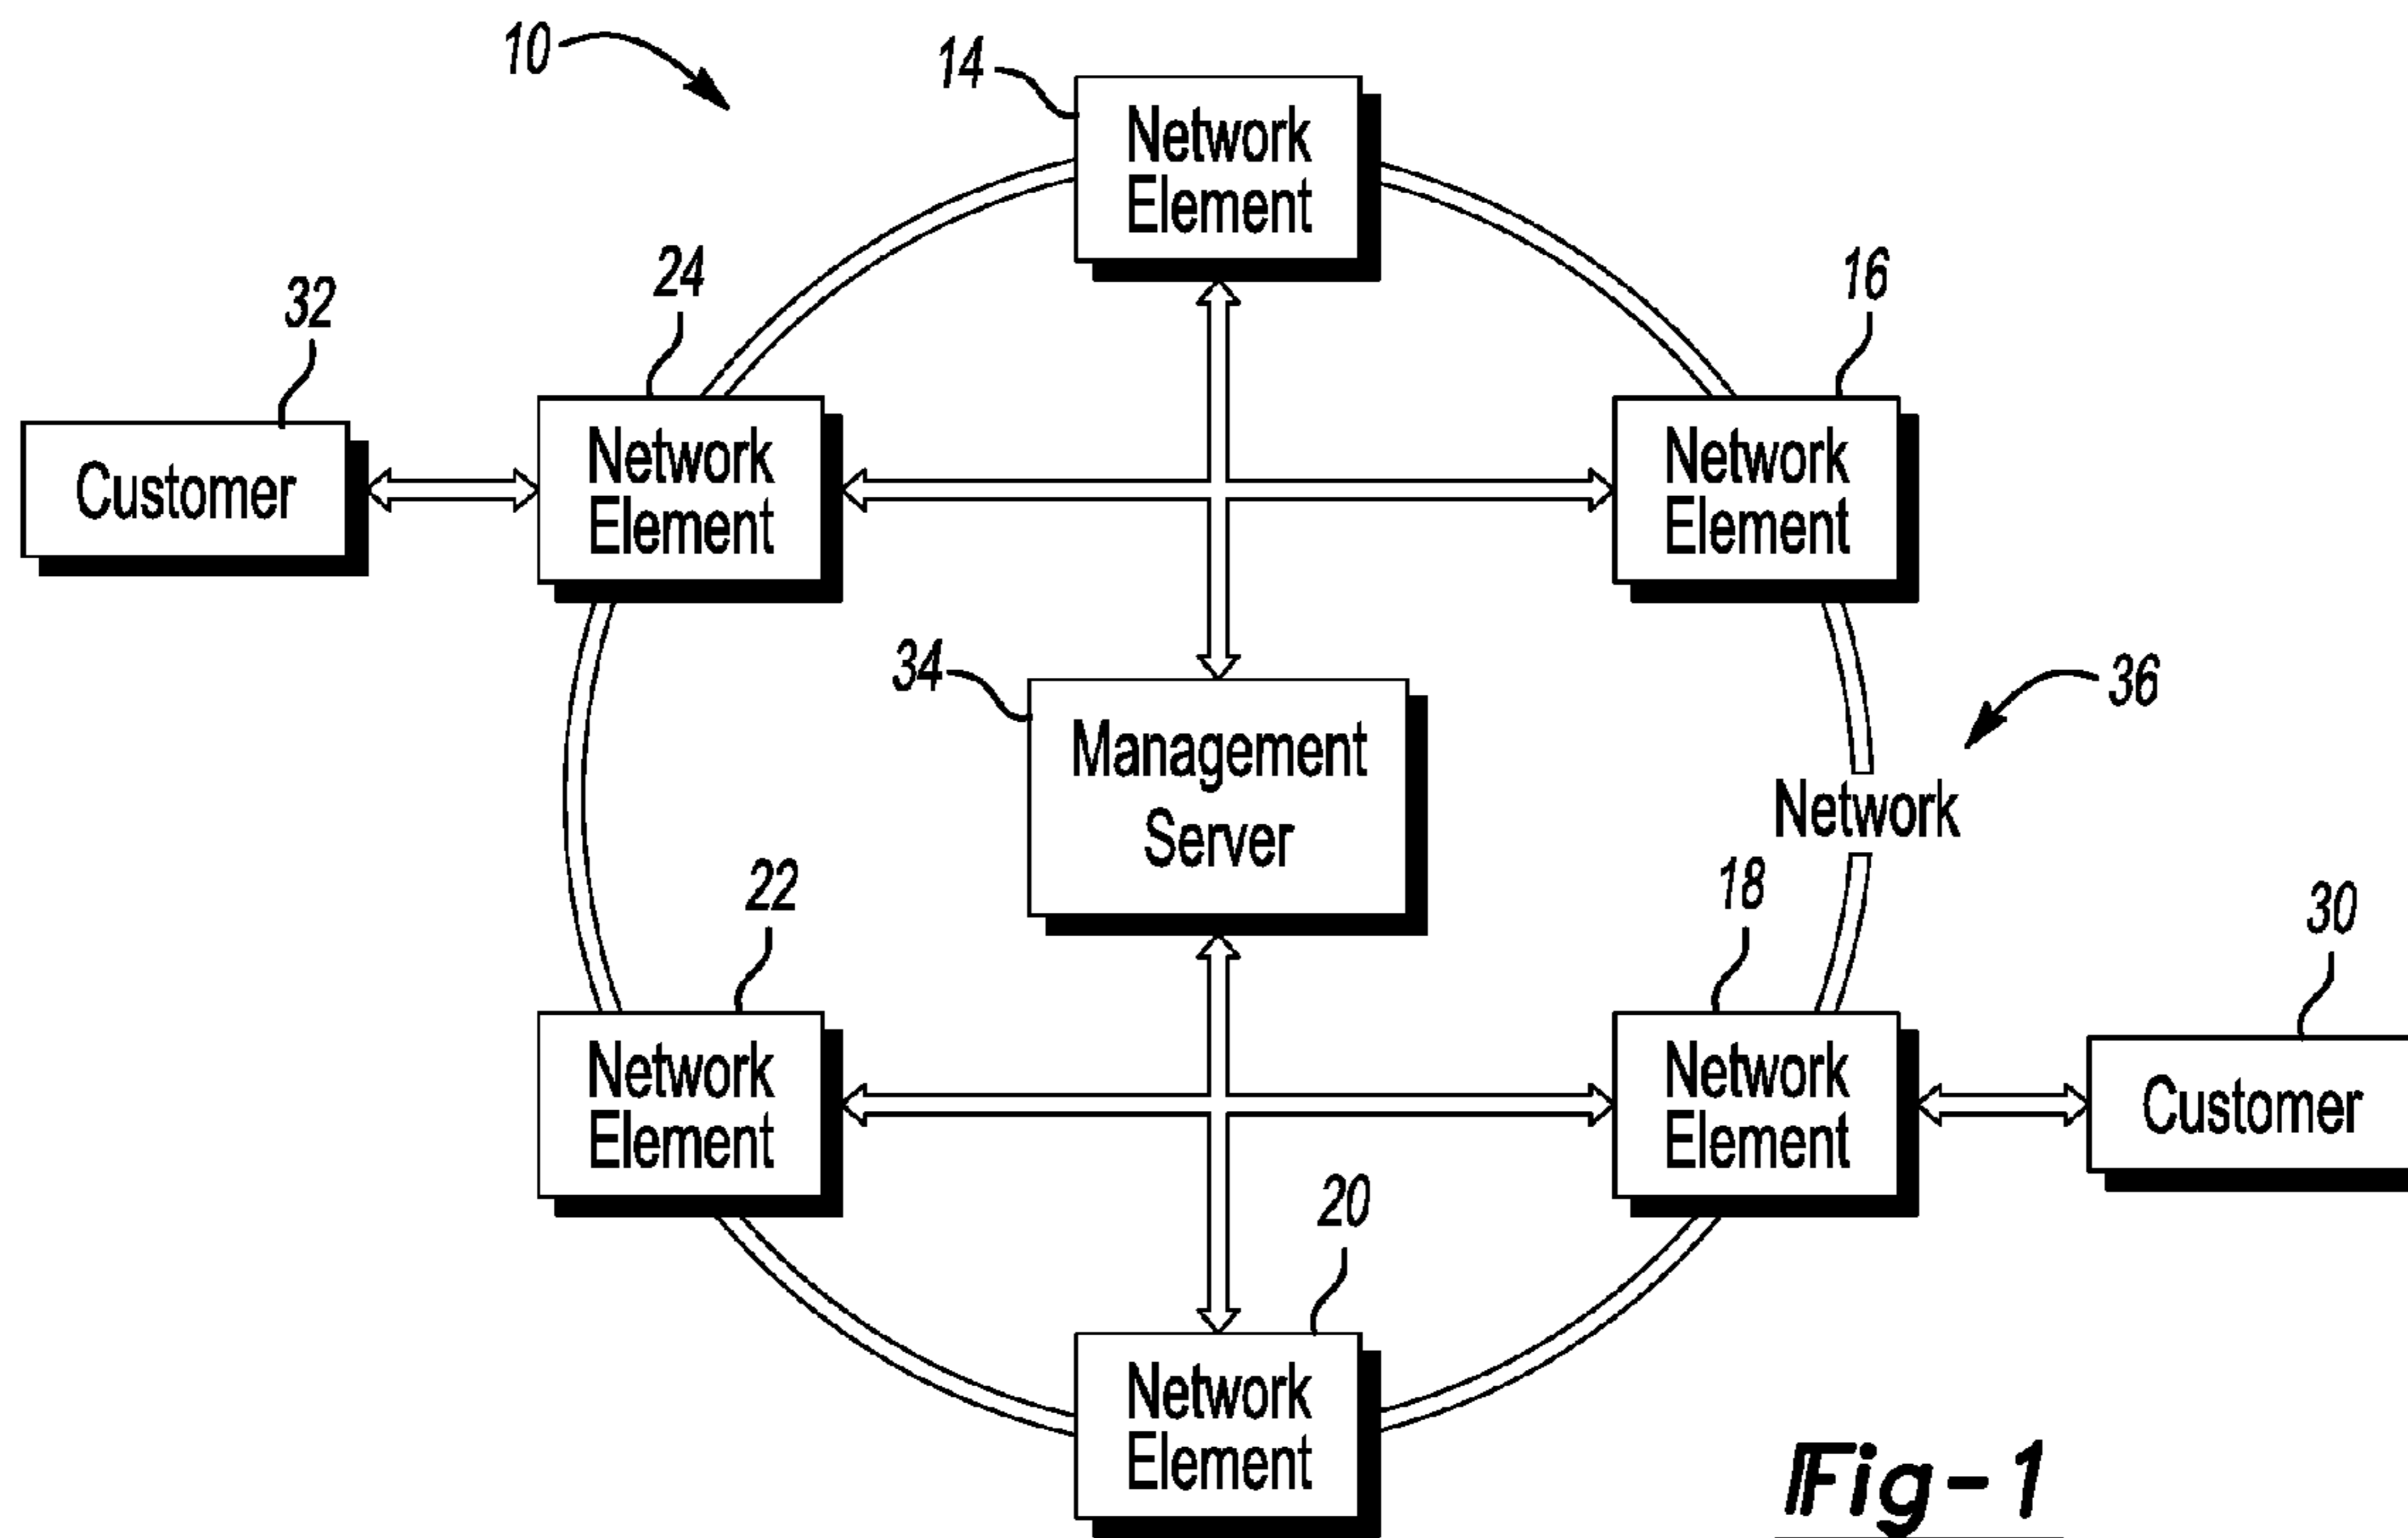 10
14
Network
Element
24
16
32
Network
Element
Network
Element
Customer
34
36
Management
Server
Network
22
18
30
Network
Element
Network
Element
Customer
20
Network
Element
Fig-1